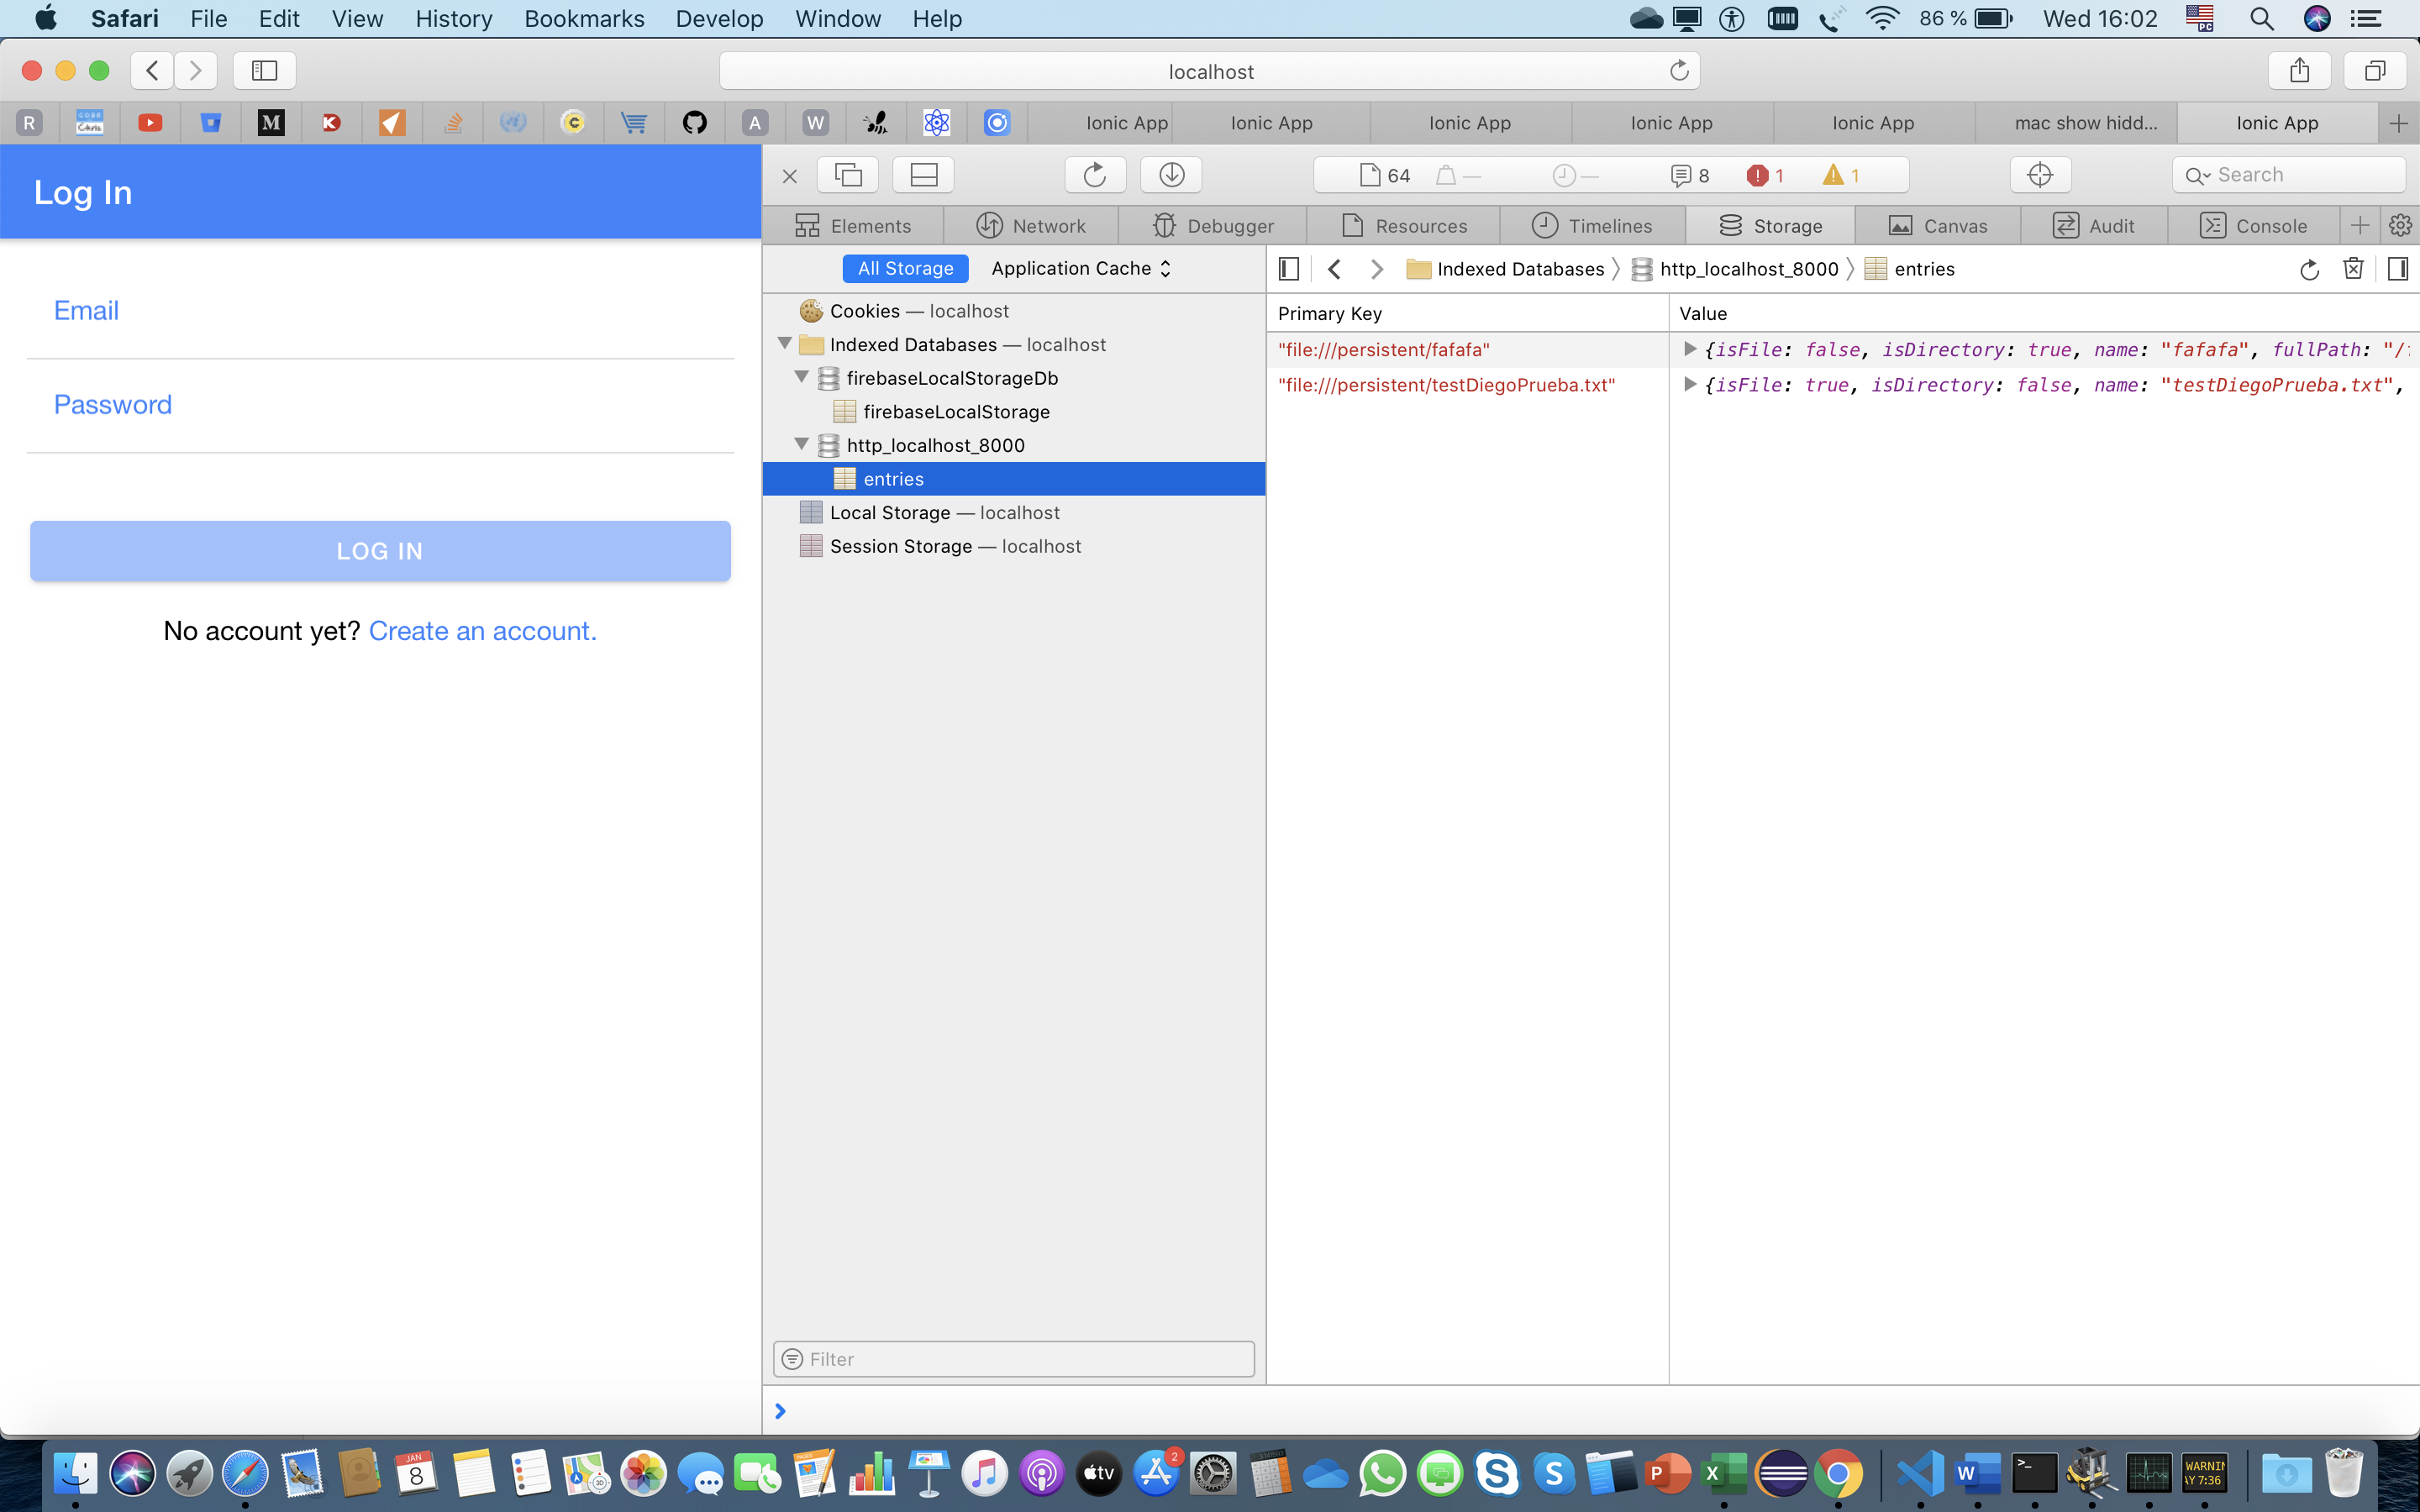 Safari File Edit View History Bookmarks Develop Window Help 86 % Wed 16:02
localhost
R M K C A W Ionic App Ionic App Ionic App Ionic App Ionic App mac show hidd... Ionic App
Log In
64 — — 8 1 1 Search
Elements Network Debugger Resources Timelines Storage Canvas Audit Console
All Storage Application Cache
Indexed Databases http_localhost_8000 entries
Email
Password
LOG IN
No account yet? Create an account.
Cookies — localhost
Indexed Databases — localhost
firebaseLocalStorageDb
firebaseLocalStorage
http_localhost_8000
entries
Local Storage — localhost
Session Storage — localhost
Primary Key Value
"file:///persistent/fafafa" {isFile: false, isDirectory: true, name: "fafafa", fullPath: "/
"file:///persistent/testDiegoPrueba.txt" {isFile: true, isDirectory: false, name: "testDiegoPrueba.txt",
Filter
JAN
8
tv
2
S
S
P
X
W
>_
WARNIN
AY 7:36